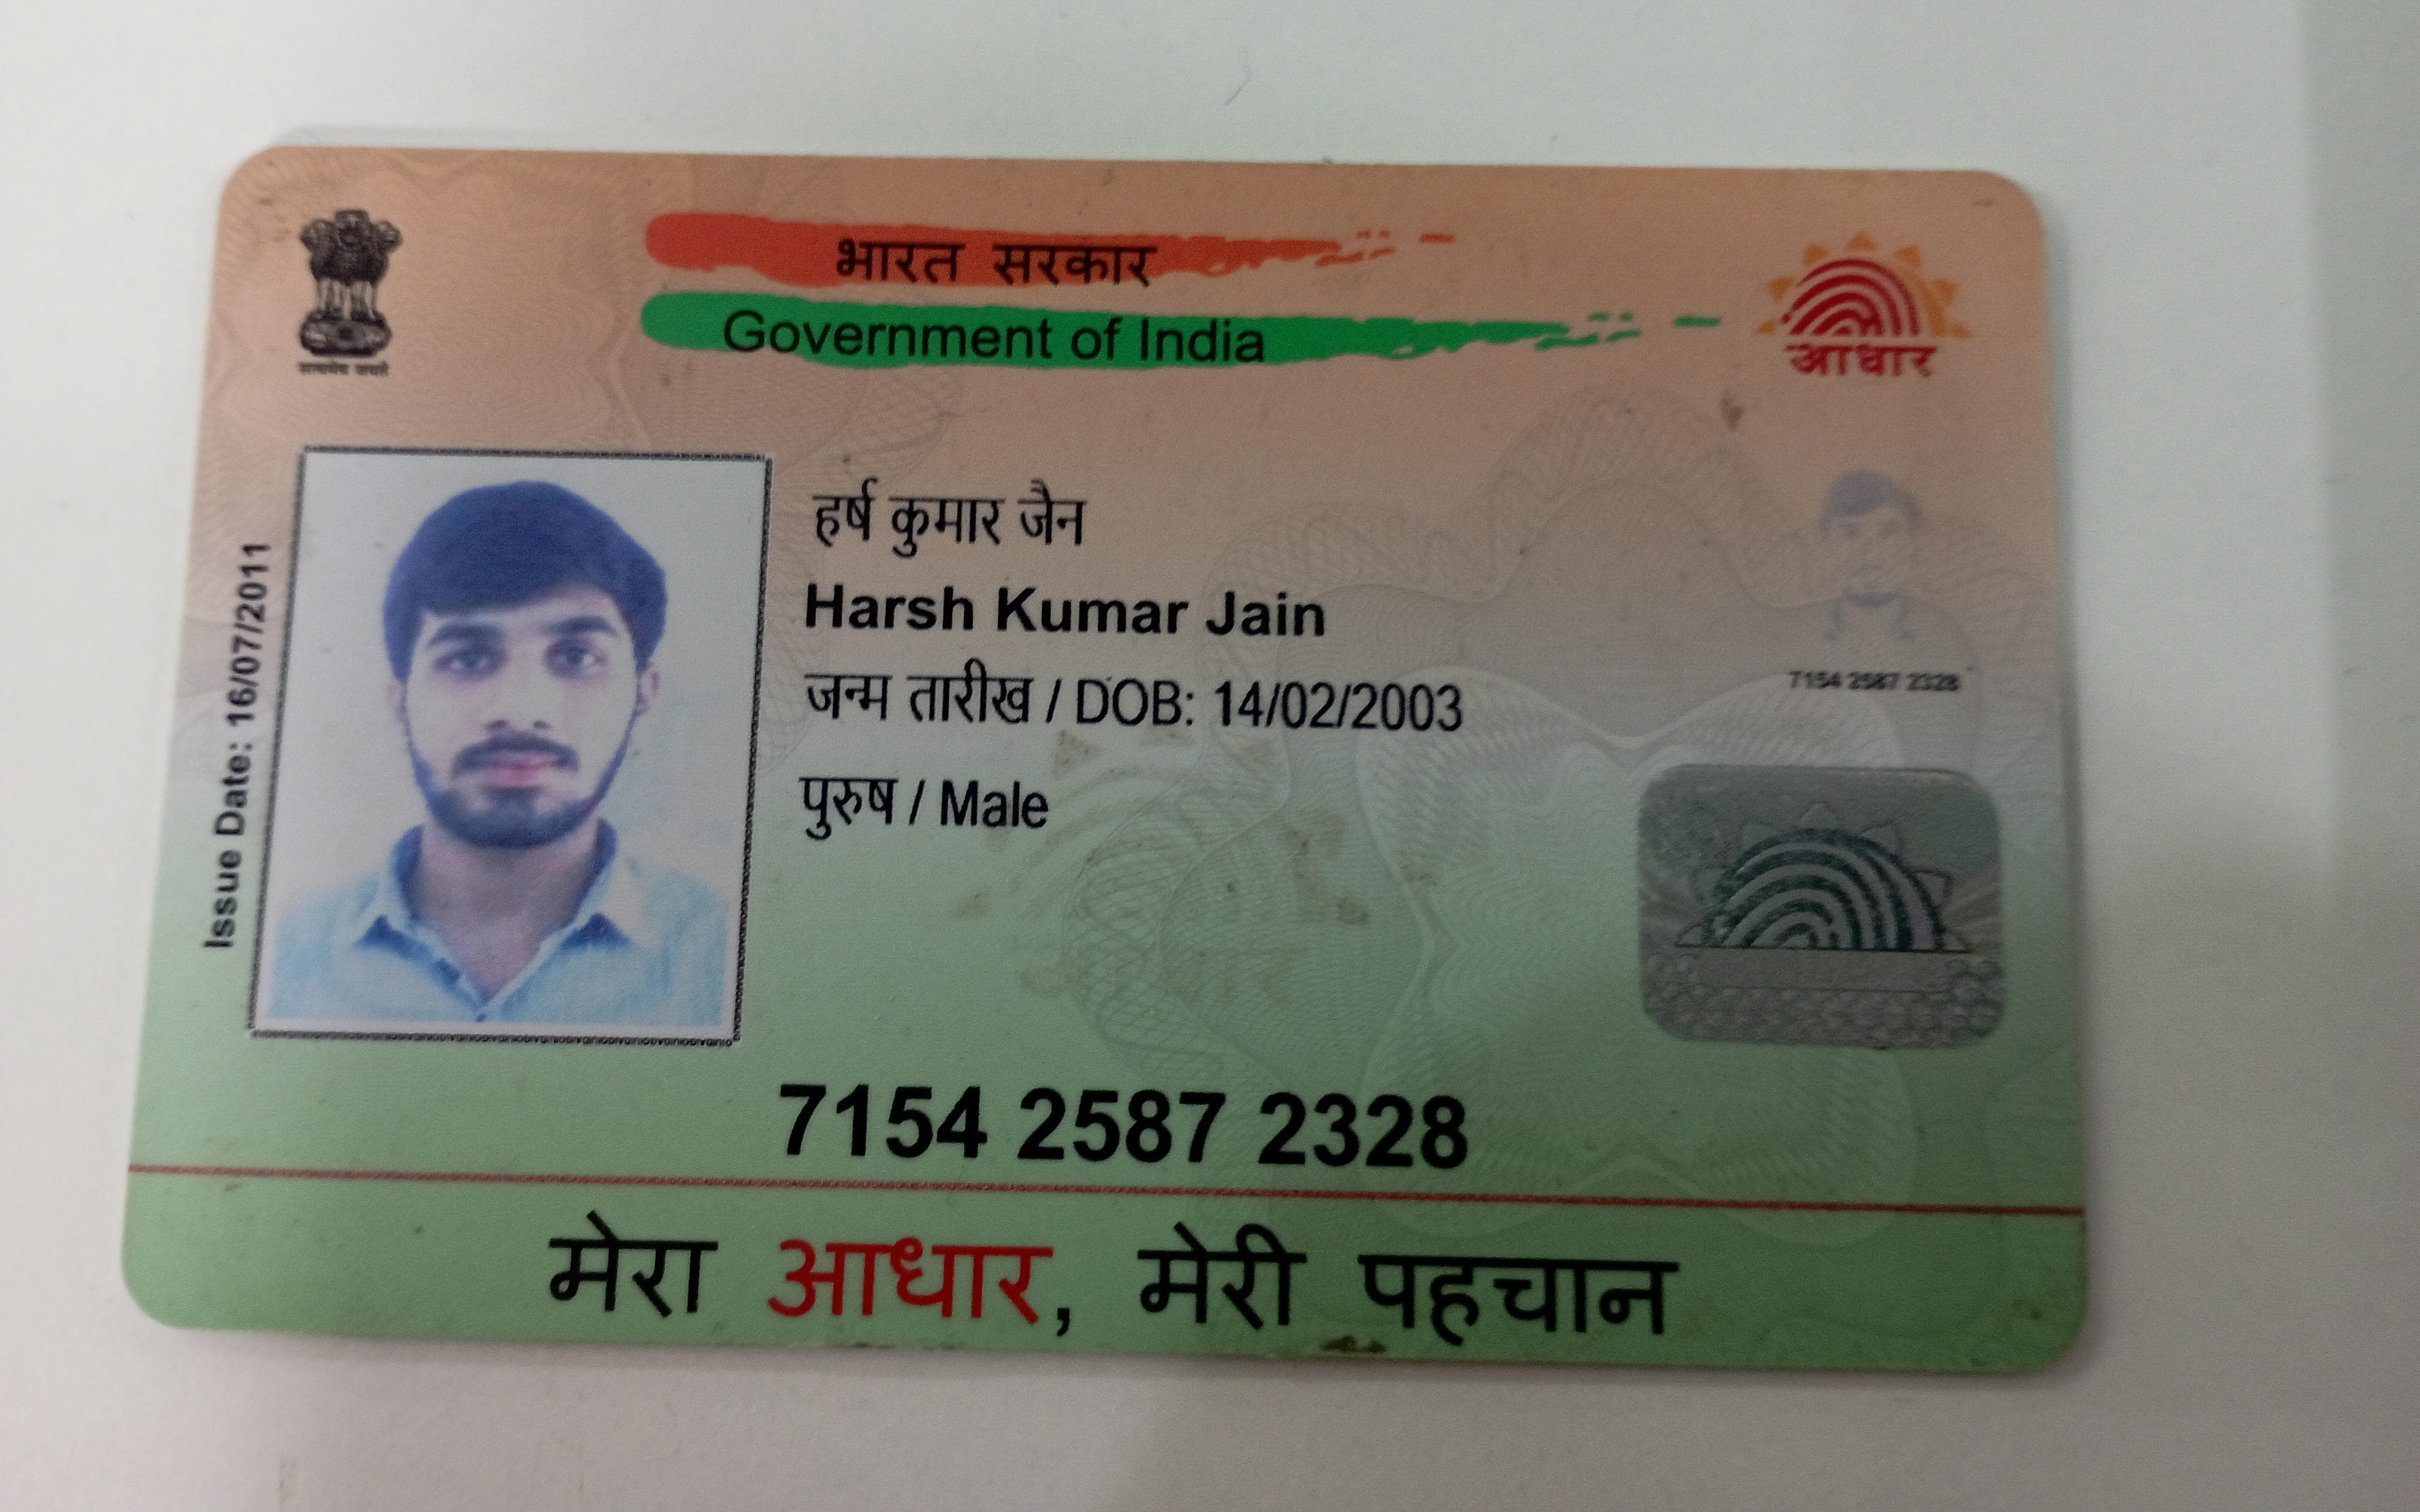 भारत सरकार
Government of India
सत्यमेव जयते
आधार
Issue Date: 16/07/2011
हर्ष कुमार जैन
Harsh Kumar Jain
जन्म तारीख / DOB: 14/02/2003
पुरुष / Male
7154 2587 2328
7154 2587 2328
मेरा आधार, मेरी पहचान